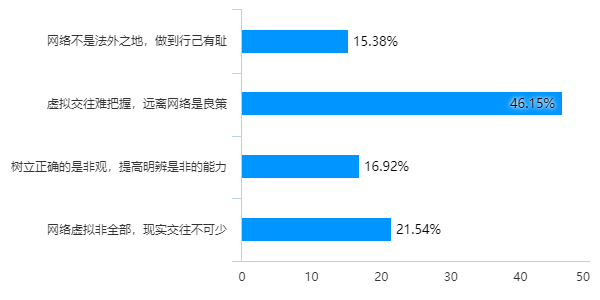 网络不是法外之地，做到行己有耻
15.38%
虚拟交往难把握，远离网络是良策
46.15%
树立正确的是非观，提高明辨是非的能力
16.92%
网络虚拟非全部，现实交往不可少
21.54%
0 10 20 30 40 50